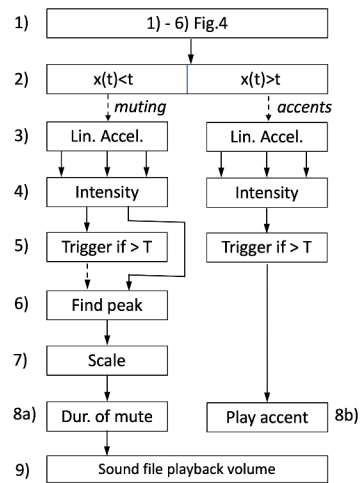 1) 1) - 6) Fig.4
2) x(t)<t x(t)>t
muting accents
3) Lin. Accel. Lin. Accel.
4) Intensity Intensity
5) Trigger if > T Trigger if > T
6) Find peak
7) Scale
8a) Dur. of mute Play accent 8b)
9) Sound file playback volume